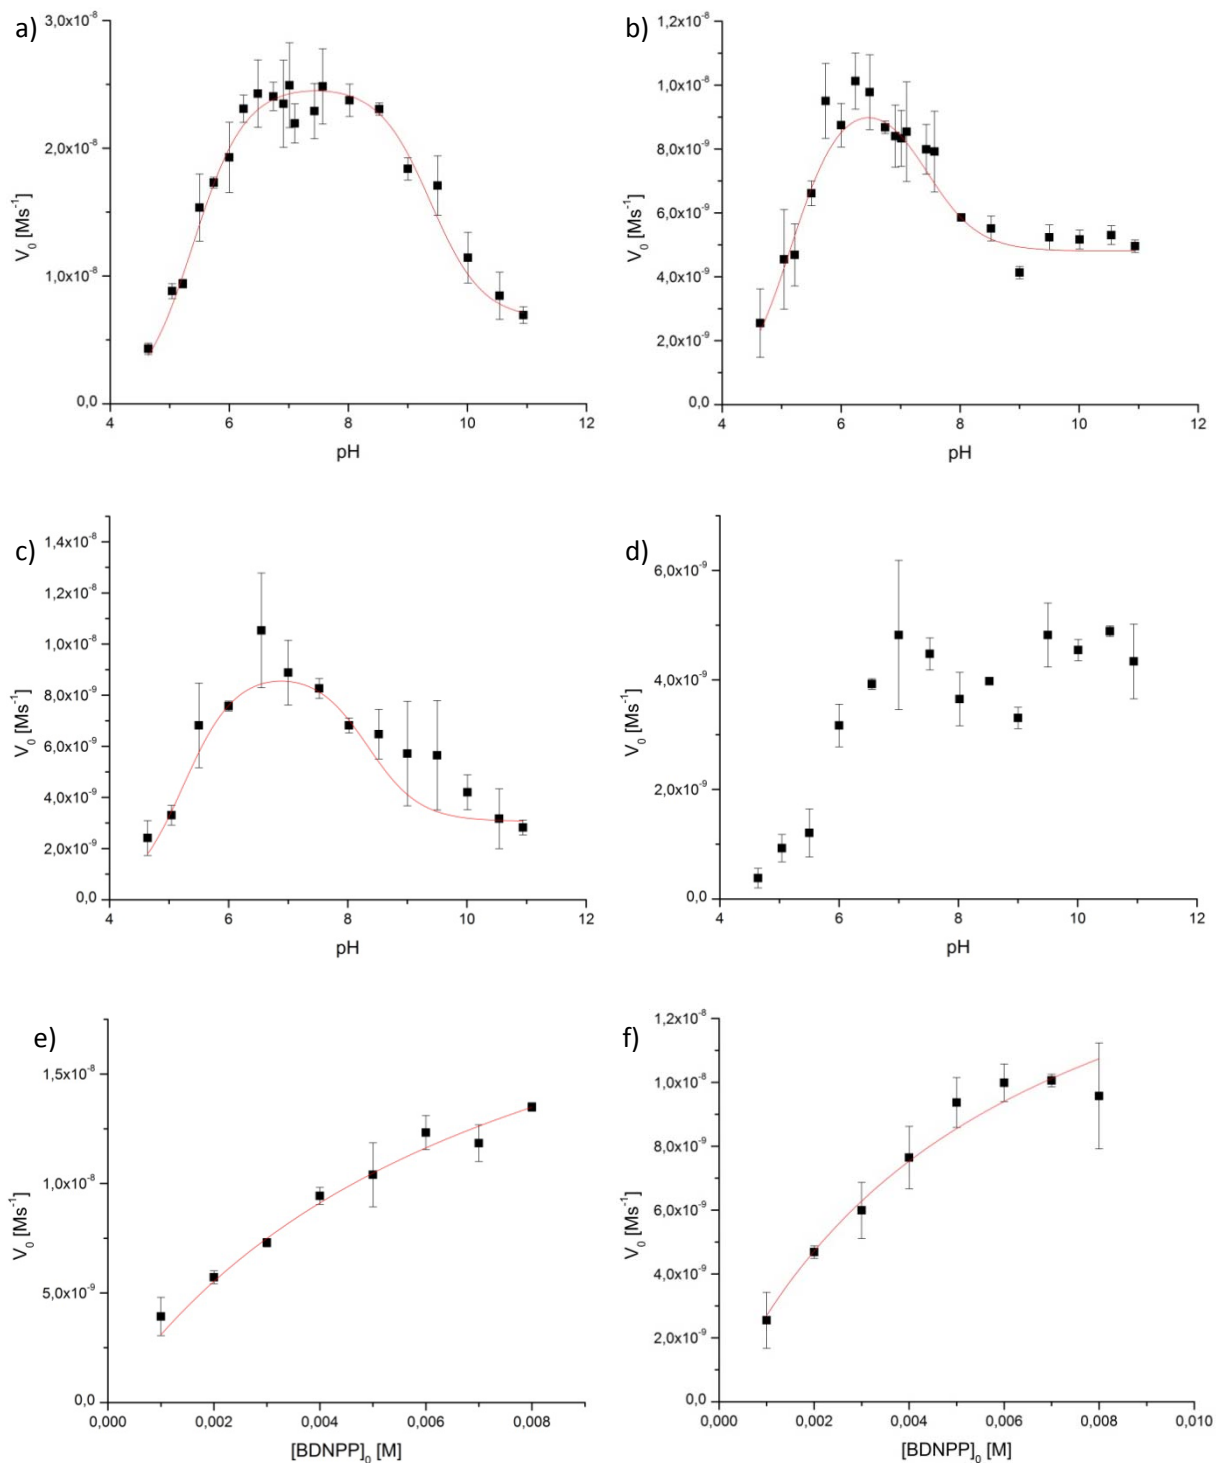 a)
3,0x10⁻⁸
2,0x10⁻⁸
1,0x10⁻⁸
0,0
V₀ [Ms⁻¹]
4 6 8 10 12
pH
b)
1,2x10⁻⁸
1,0x10⁻⁸
8,0x10⁻⁹
6,0x10⁻⁹
4,0x10⁻⁹
2,0x10⁻⁹
0,0
V₀ [Ms⁻¹]
4 6 8 10 12
pH
c)
1,4x10⁻⁸
1,2x10⁻⁸
1,0x10⁻⁸
8,0x10⁻⁹
6,0x10⁻⁹
4,0x10⁻⁹
2,0x10⁻⁹
0,0
V₀ [Ms⁻¹]
4 6 8 10 12
pH
d)
6,0x10⁻⁹
4,0x10⁻⁹
2,0x10⁻⁹
0,0
V₀ [Ms⁻¹]
4 6 8 10 12
pH
e)
1,5x10⁻⁸
1,0x10⁻⁸
5,0x10⁻⁹
0,0
V₀ [Ms⁻¹]
0,000 0,002 0,004 0,006 0,008
[BDNPP]₀ [M]
f)
1,2x10⁻⁸
1,0x10⁻⁸
8,0x10⁻⁹
6,0x10⁻⁹
4,0x10⁻⁹
2,0x10⁻⁹
0,0
V₀ [Ms⁻¹]
0,000 0,002 0,004 0,006 0,008 0,010
[BDNPP]₀ [M]